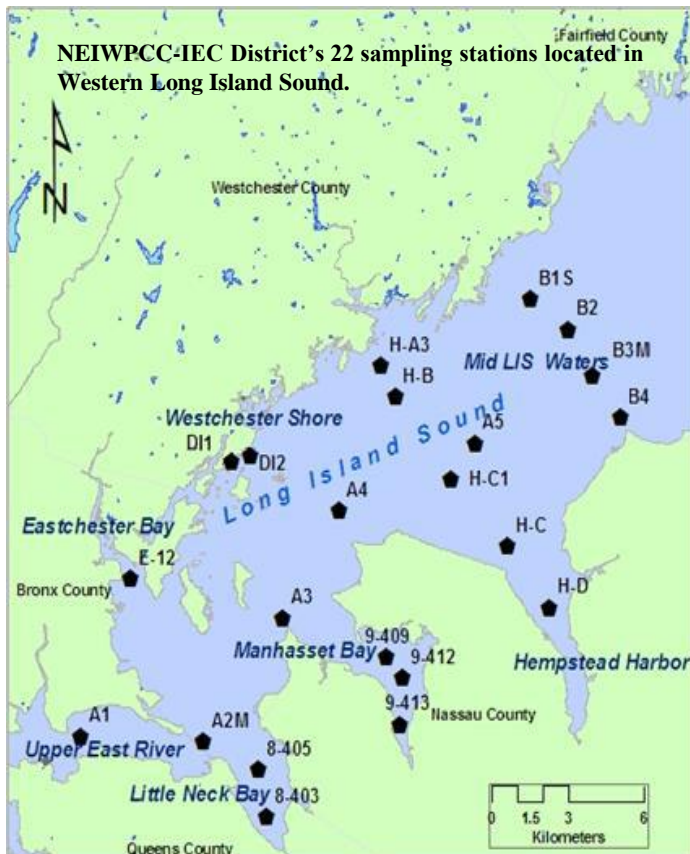 Fairfield County
NEIWPCC-IEC District's 22 sampling stations located in
Western Long Island Sound.
N
Westchester County
B1S
B2
H-A3
Mid LIS Waters
B3M
H-B
B4
Westchester Shore
A5
DI1
DI2
Long Island Sound
H-C1
A4
Eastchester Bay
H-C
E-12
Bronx County
H-D
A3
Manhasset Bay
9-409
9-412
Hempstead Harbor
9-413
Nassau County
A1
A2M
Upper East River
8-405
Little Neck Bay
8-403
0 1.5 3 6
Kilometers
Queens County